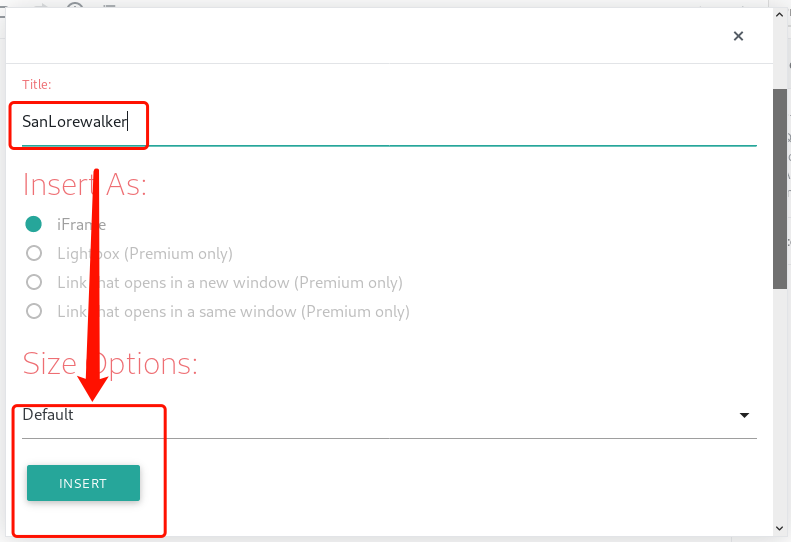 Title:
SanLorewalker
Insert As:
iFrame
Lightbox (Premium only)
Link that opens in a new window (Premium only)
Link that opens in a same window (Premium only)
Size Options:
Default
INSERT